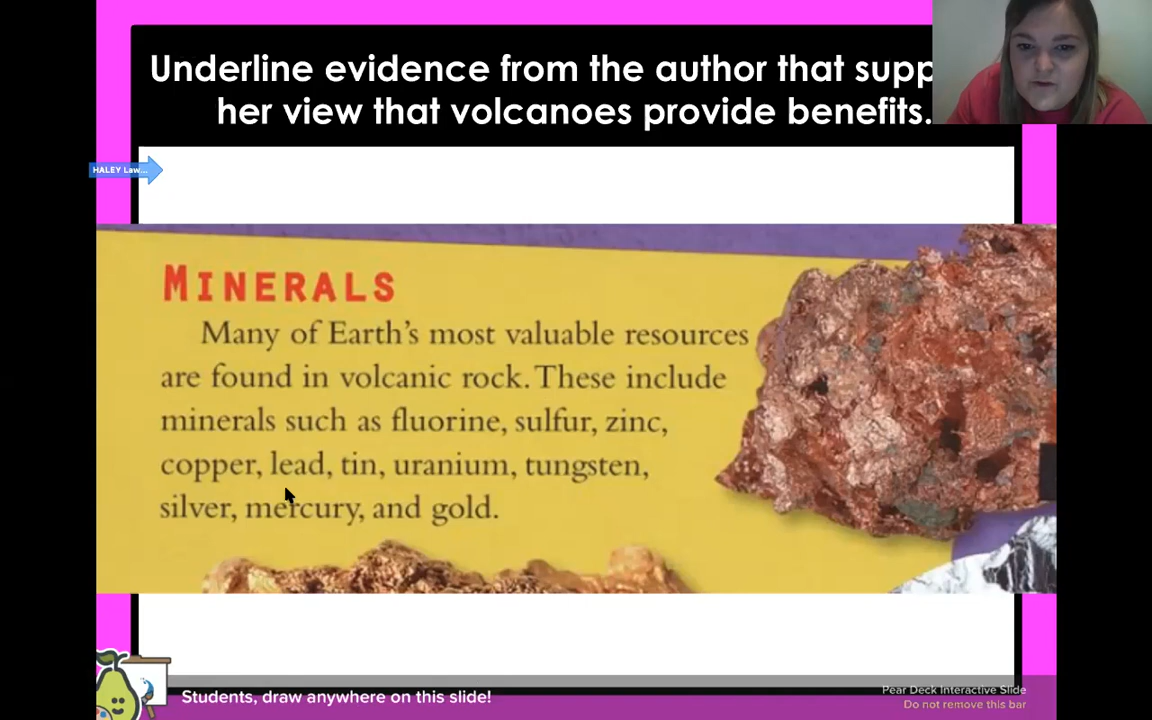 Underline evidence from the author that supp
her view that volcanoes provide benefits.
HALEY Law...
MINERALS
Many of Earth's most valuable resources
are found in volcanic rock. These include
minerals such as fluorine, sulfur, zinc,
copper, lead, tin, uranium, tungsten,
silver, mercury, and gold.
Students, draw anywhere on this slide!
Pear Deck Interactive Slide
Do not remove this bar